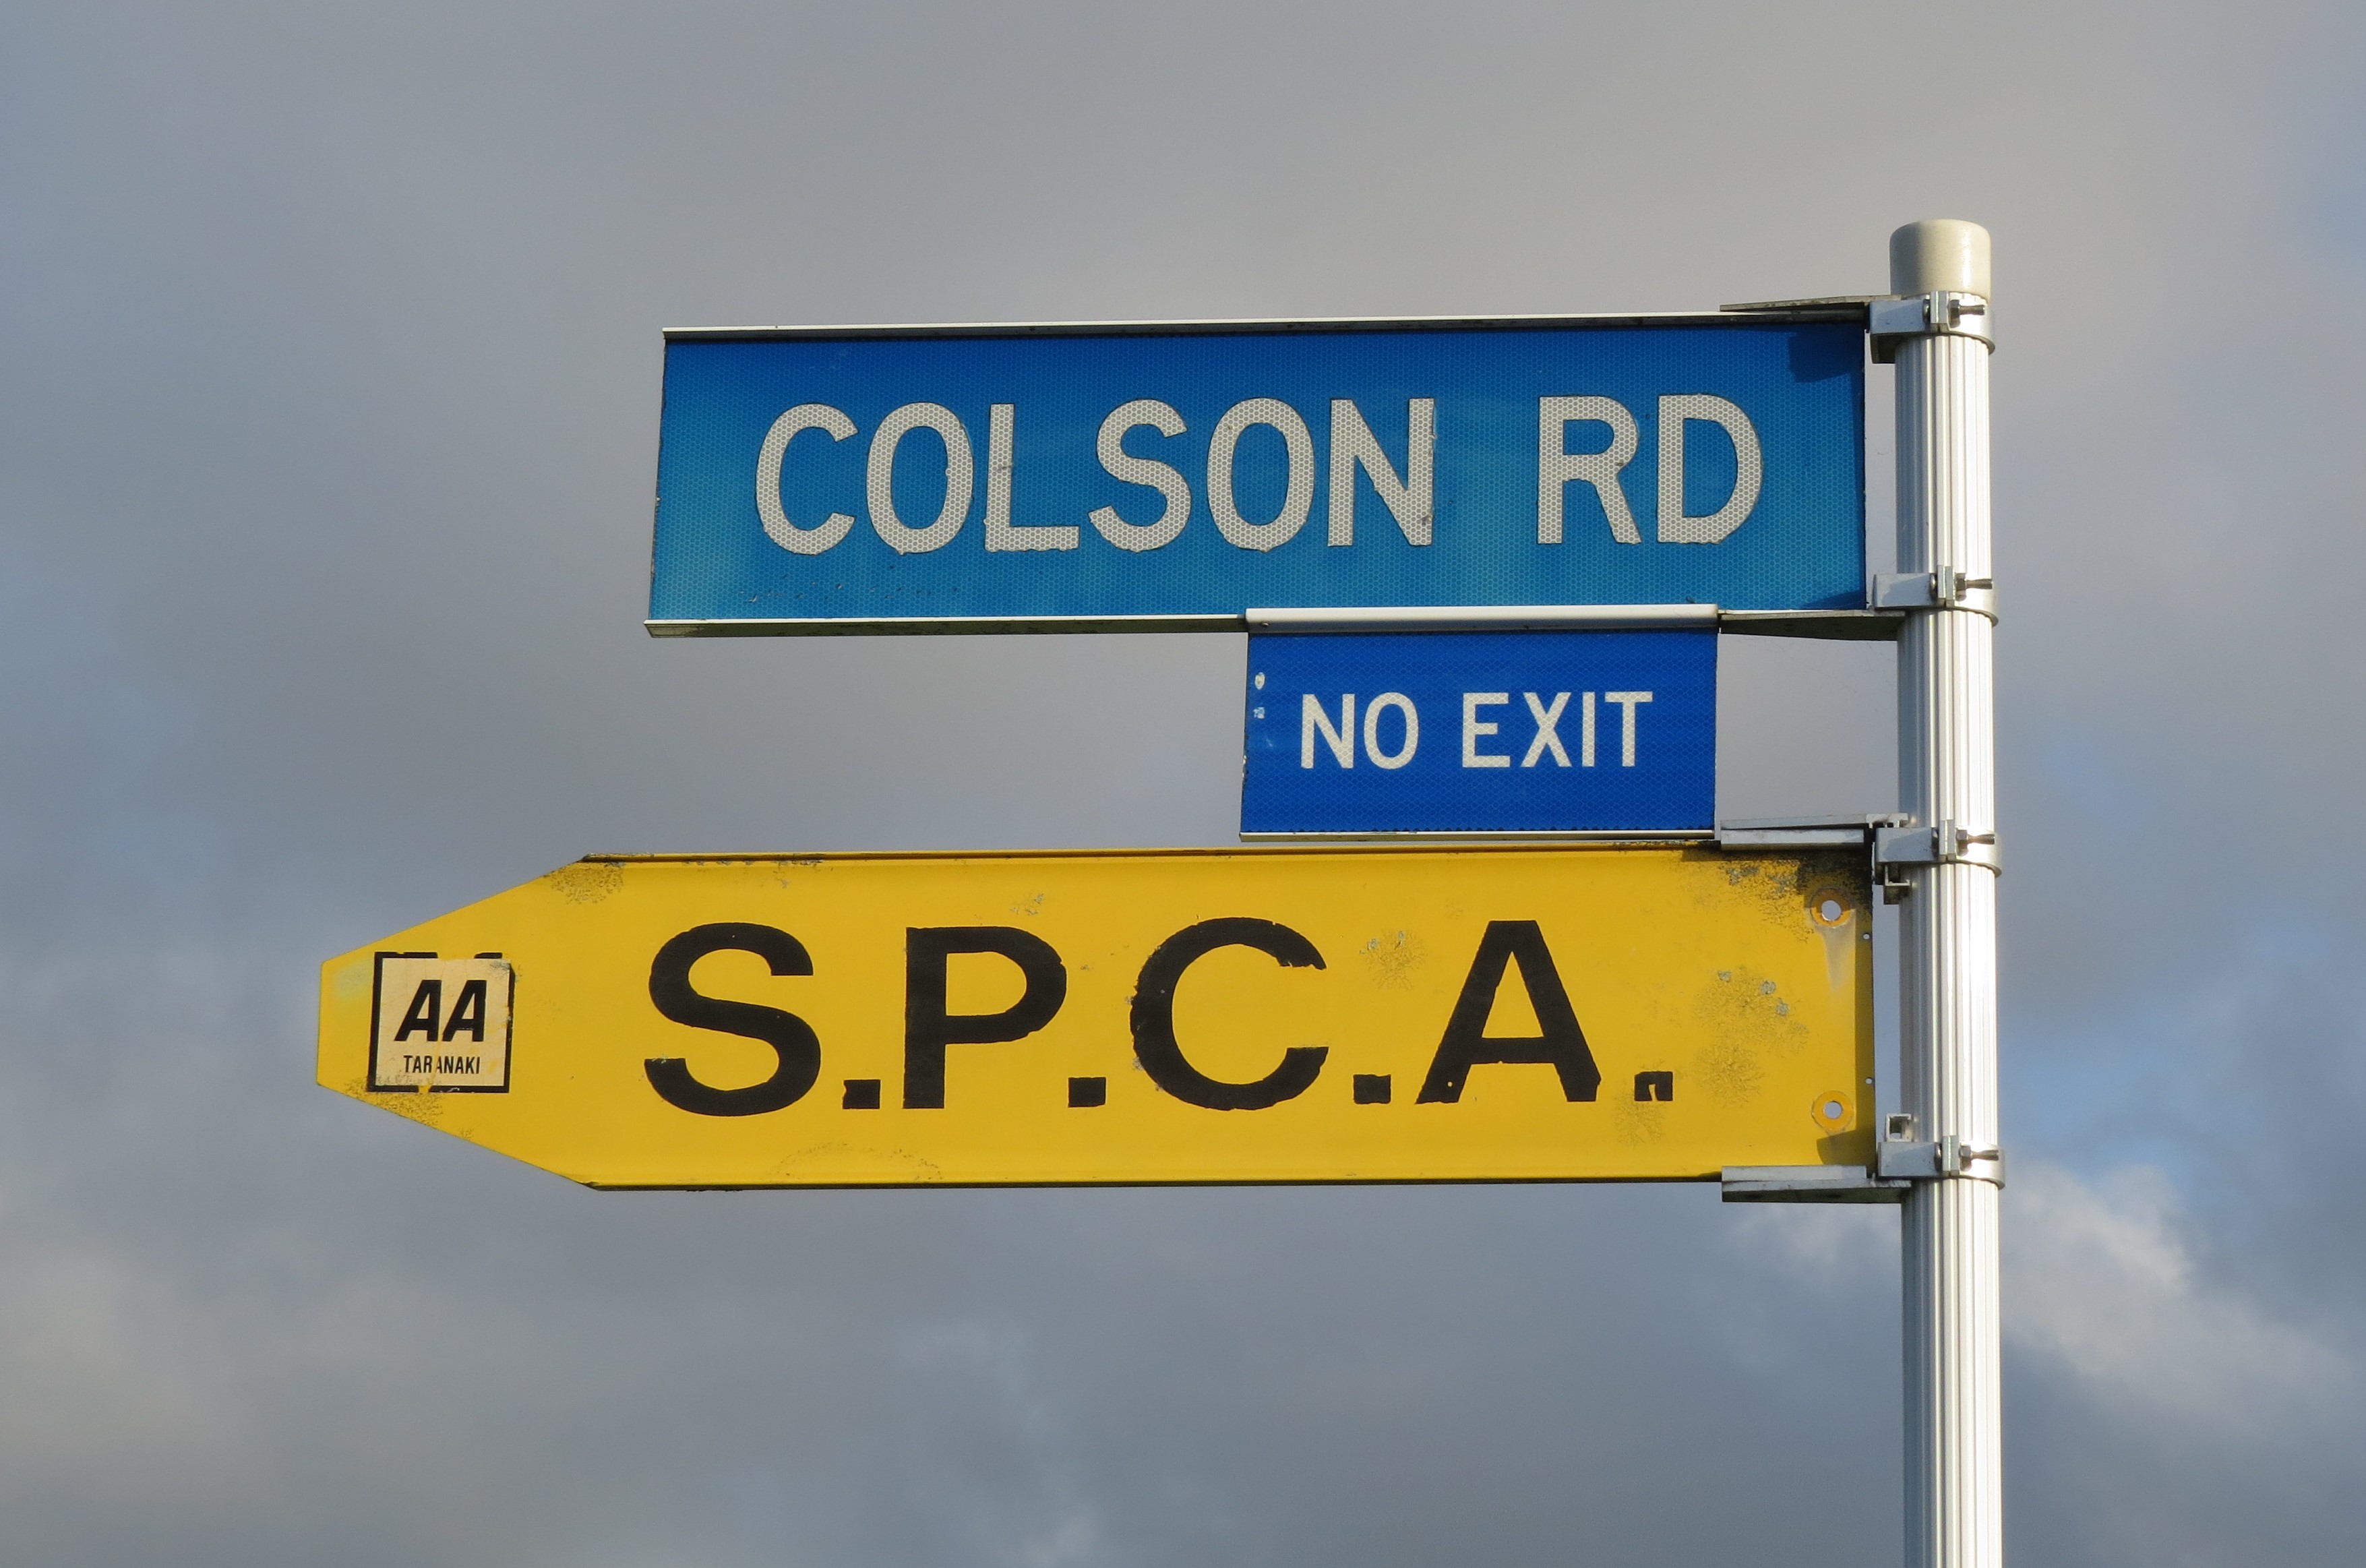 COLSON RD
NO EXIT
S.P.C.A.
AA
TARANAKI